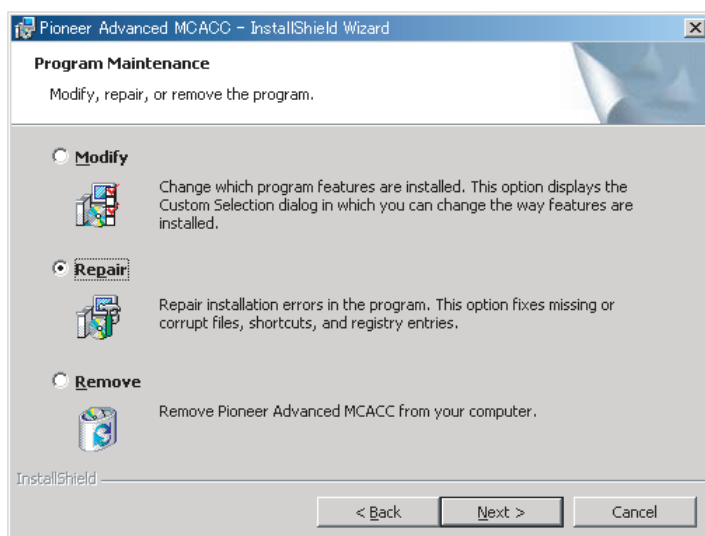 Pioneer Advanced MCACC - InstallShield Wizard
Program Maintenance
Modify, repair, or remove the program.
Modify
Change which program features are installed. This option displays the
Custom Selection dialog in which you can change the way features are
installed.
Repair
Repair installation errors in the program. This option fixes missing or
corrupt files, shortcuts, and registry entries.
Remove
Remove Pioneer Advanced MCACC from your computer.
InstallShield
< Back
Next >
Cancel